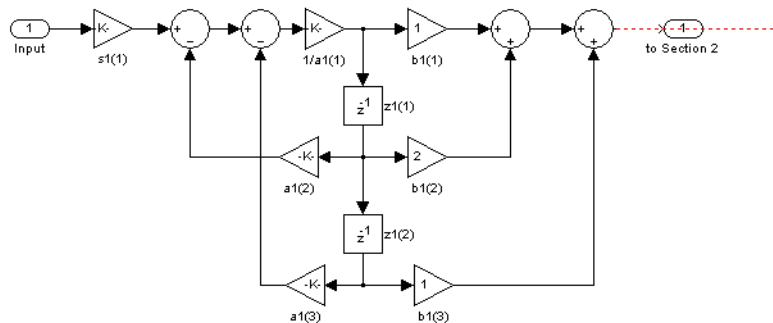 1
K-
+
−
+
−
K-
1
+
+
+
+
1
Input
s1(1)
1/a1(1)
b1(1)
to Section 2
z⁻¹
z1(1)
-K-
2
a1(2)
b1(2)
z⁻¹
z1(2)
-K-
1
a1(3)
b1(3)